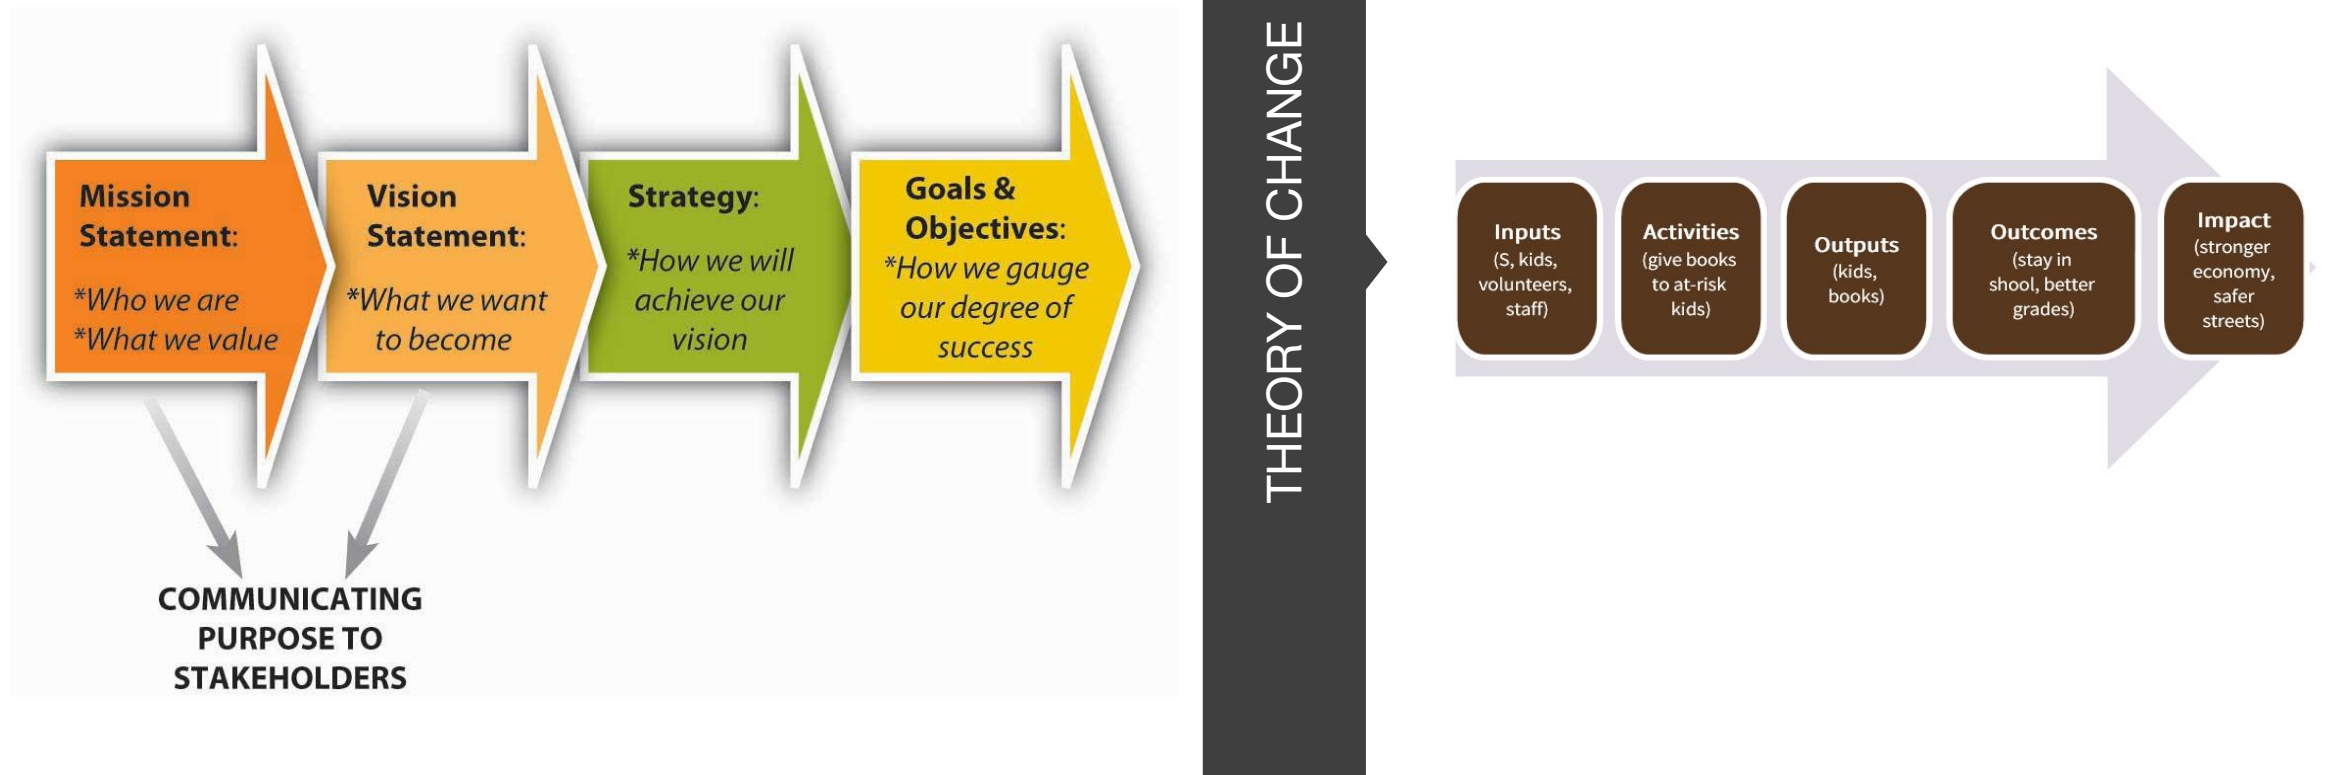 Mission
Statement:
*Who we are
*What we value
Vision
Statement:
*What we want
to become
Strategy:
*How we will
achieve our
vision
Goals &
Objectives:
*How we gauge
our degree of
success
COMMUNICATING
PURPOSE TO
STAKEHOLDERS
THEORY OF CHANGE
Inputs
(S, kids,
volunteers,
staff)
Activities
(give books
to at-risk
kids)
Outputs
(kids,
books)
Outcomes
(stay in
shool, better
grades)
Impact
(stronger
economy,
safer
streets)